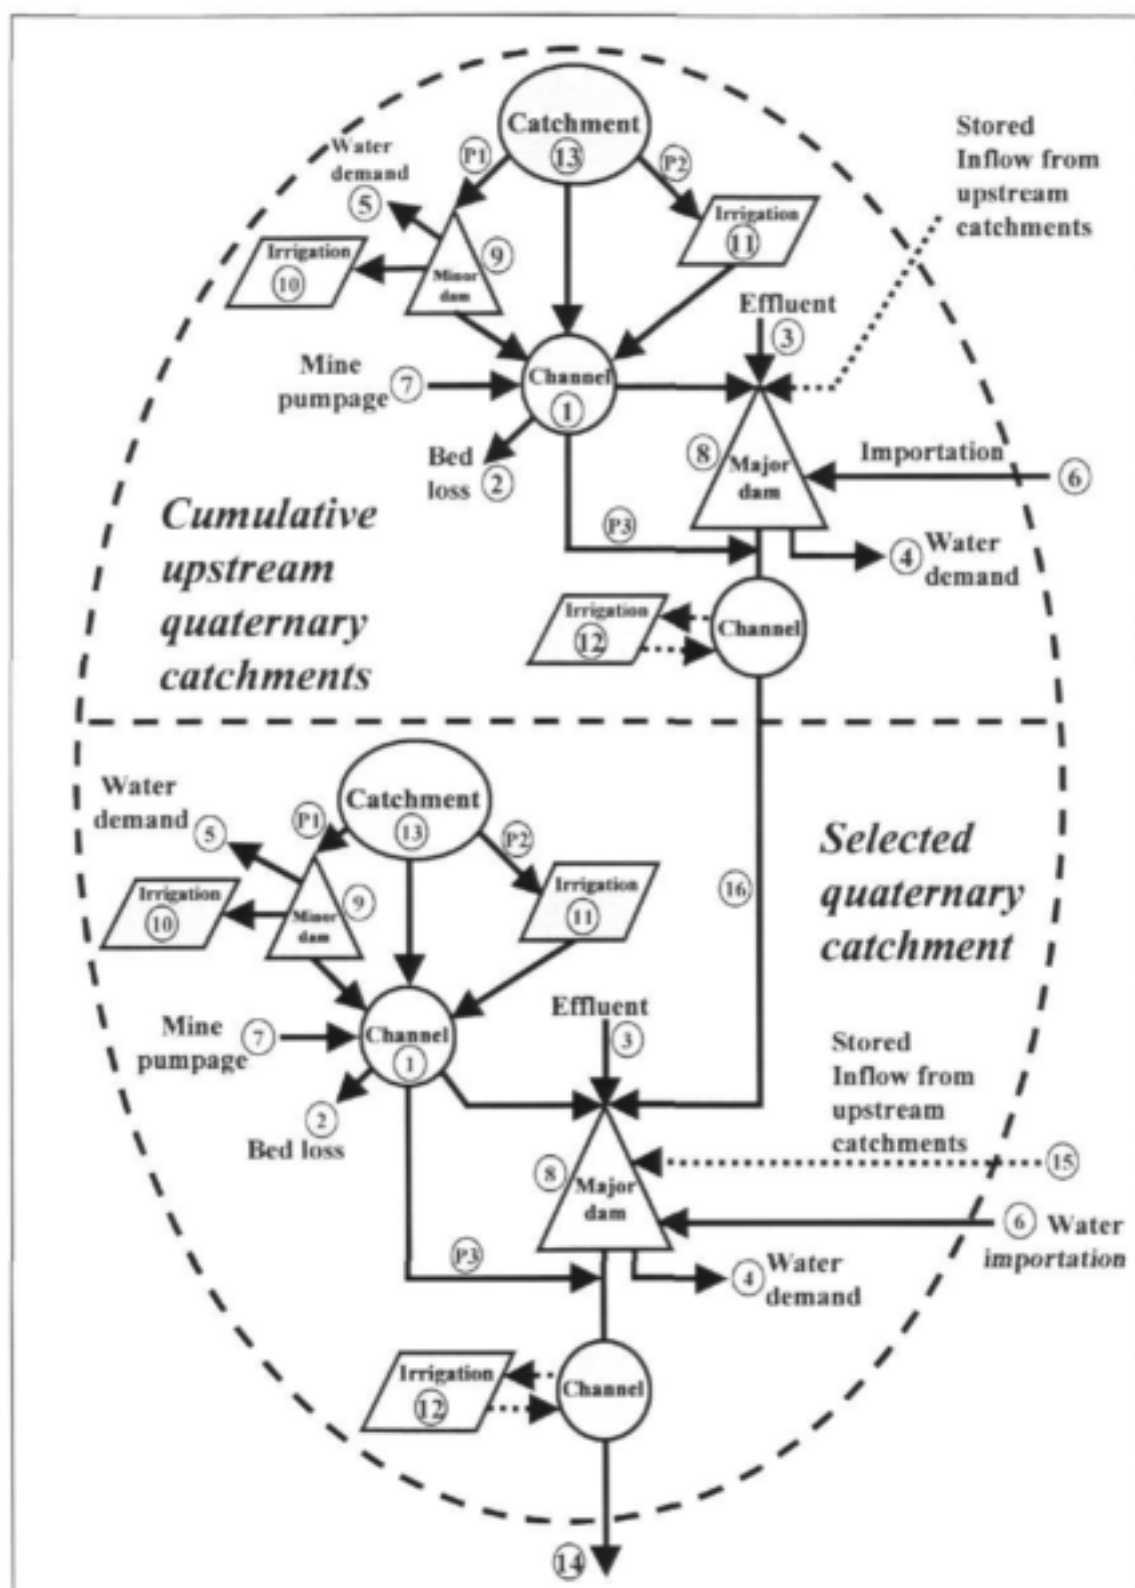 Catchment
13
P1
P2
Water
demand
5
Irrigation
10
Minor
dam
9
Irrigation
11
Stored
Inflow from
upstream
catchments
Effluent
3
Mine
pumpage
7
Channel
1
Bed
loss
2
8
Major
dam
Importation
6
P3
4
Water
demand
Irrigation
12
Channel
Cumulative
upstream
quaternary
catchments
Catchment
13
P1
P2
Water
demand
5
Irrigation
10
Minor
dam
9
Irrigation
11
16
Selected
quaternary
catchment
Effluent
3
Mine
pumpage
7
Channel
1
2
Bed loss
Stored
Inflow from
upstream
catchments
15
8
Major
dam
6
Water
importation
P3
4
Water
demand
Irrigation
12
Channel
14